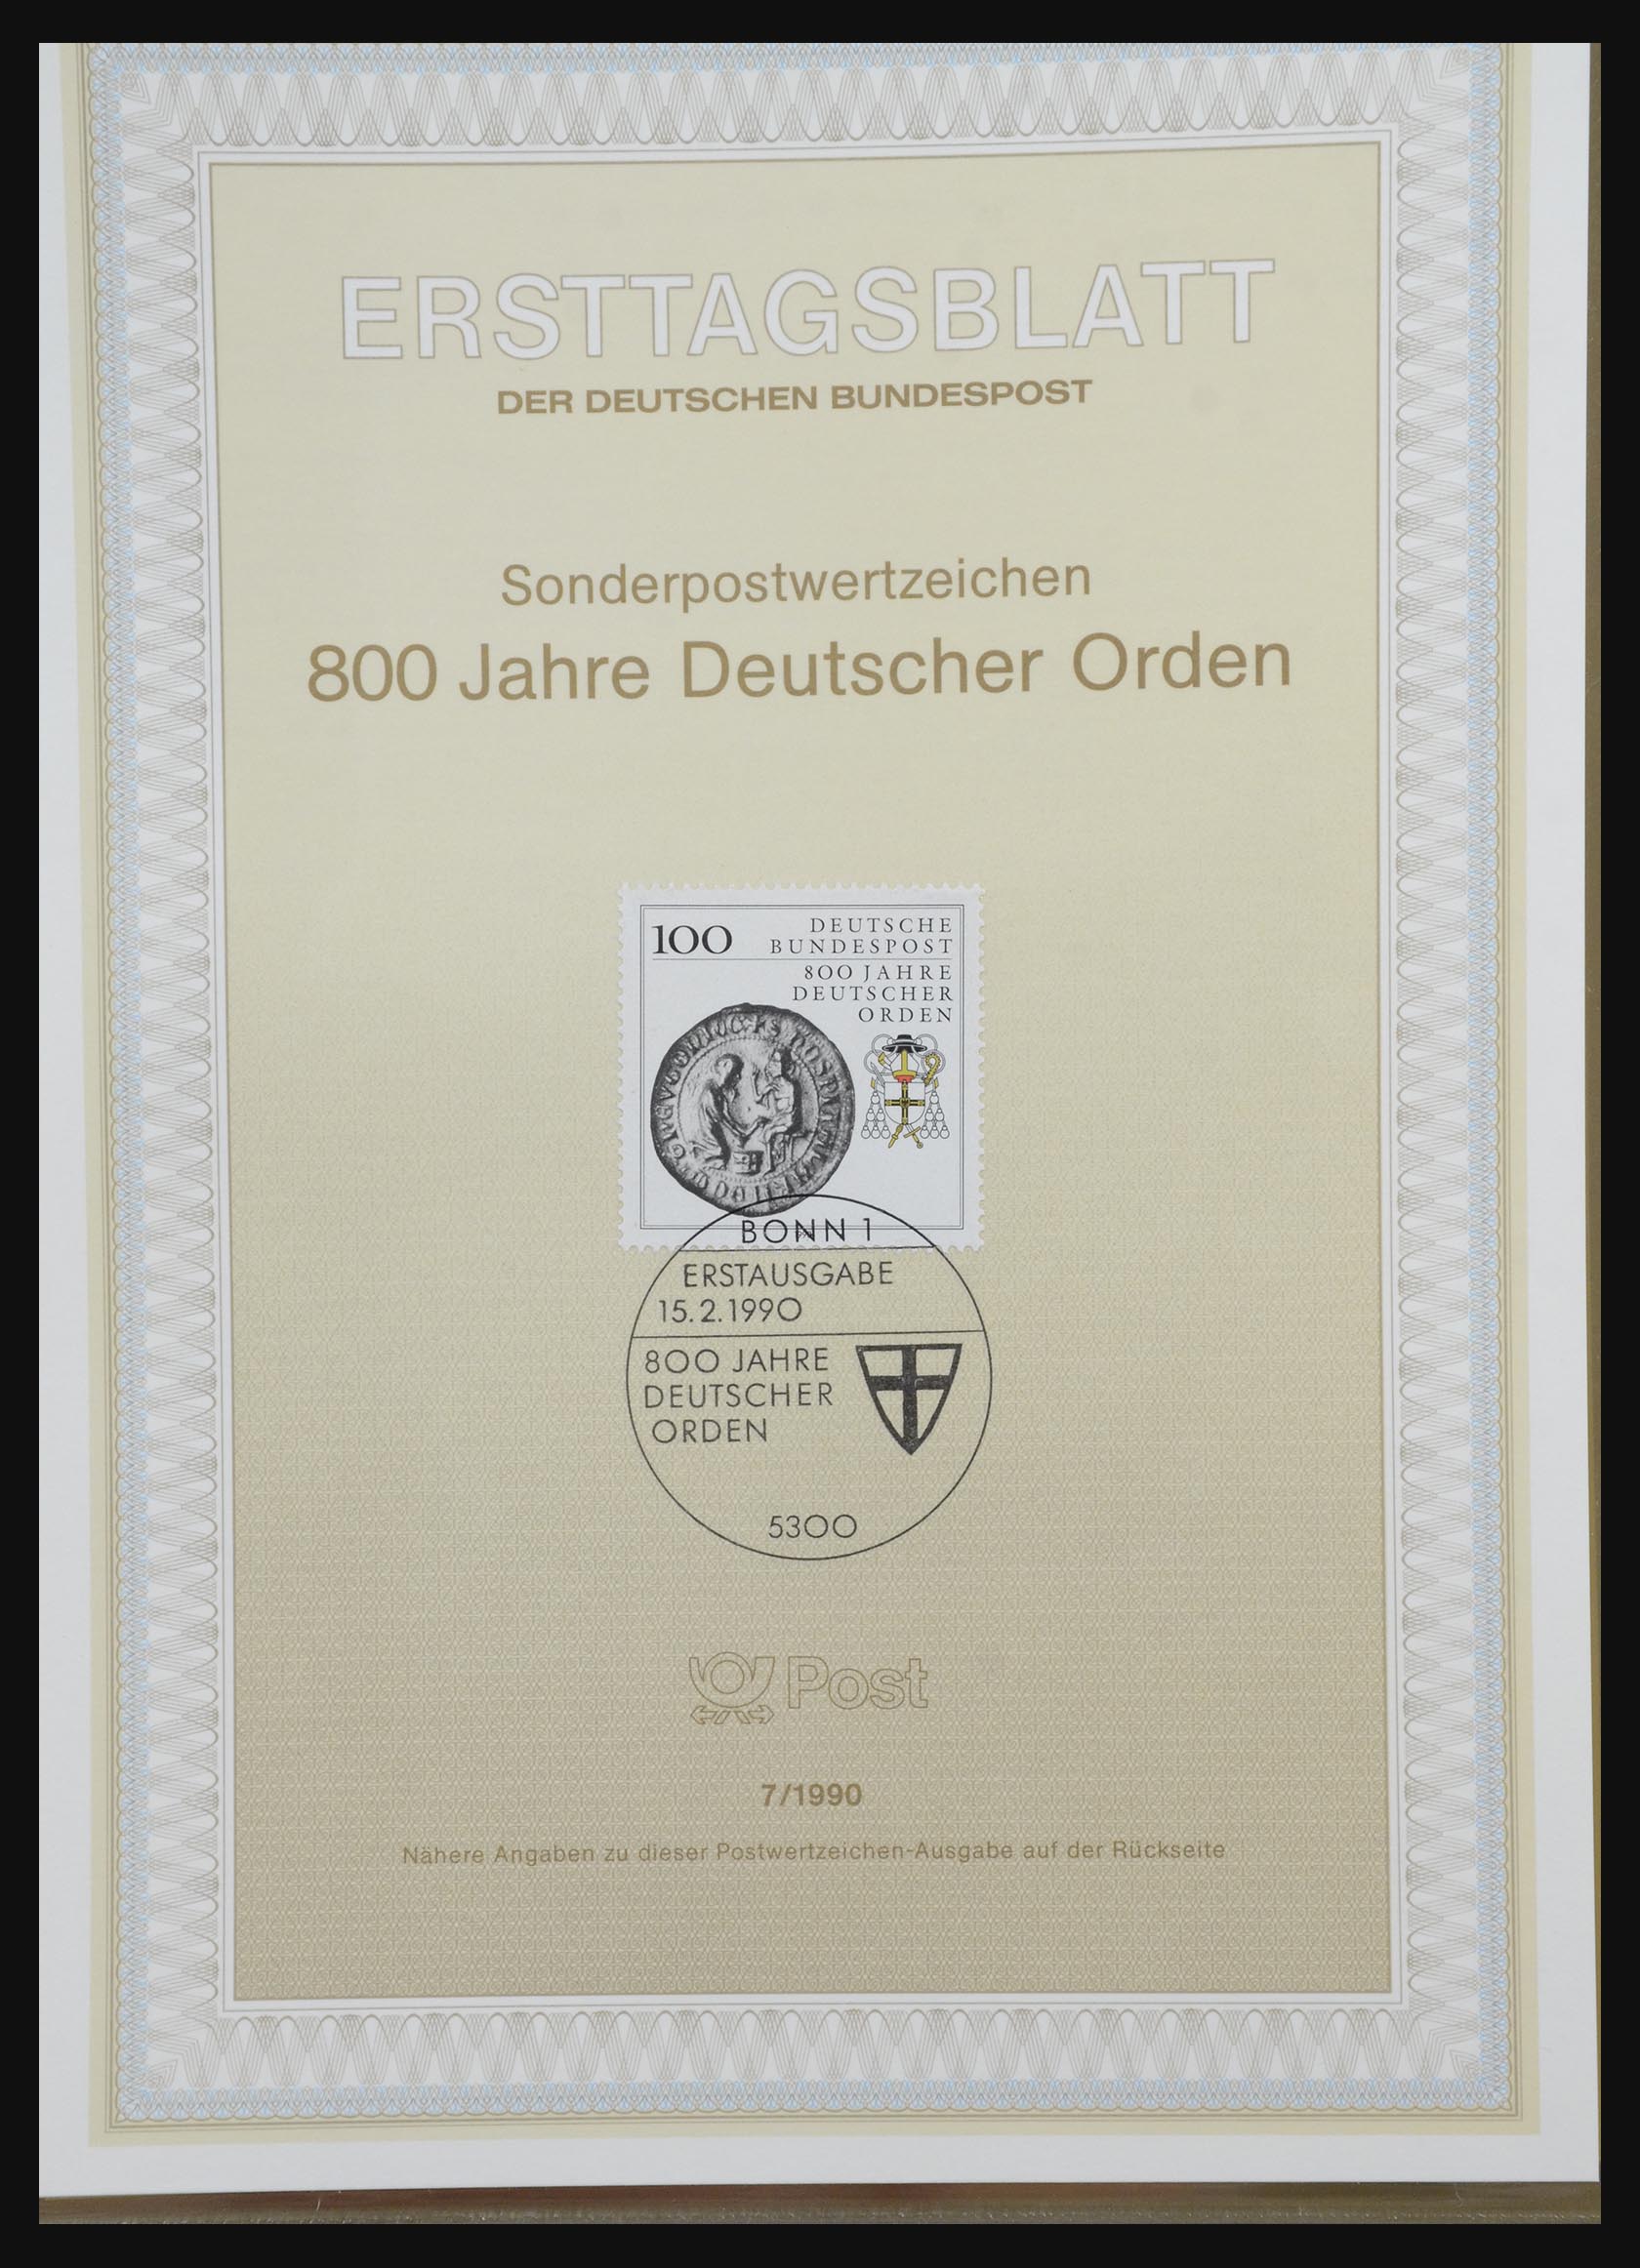 ERSTTAGSBLATT
DER DEUTSCHEN BUNDESPOST
Sonderpostwertzeichen
800 Jahre Deutscher Orden
100
DEUTSCHE
BUNDESPOST
800 JAHRE
DEUTSCHER
ORDEN
BONN 1
ERSTAUSGABE
15.2.1990
800 JAHRE
DEUTSCHER
ORDEN
5300
Post
7/1990
Nähere Angaben zu dieser Postwertzeichen-Ausgabe auf der Rückseite